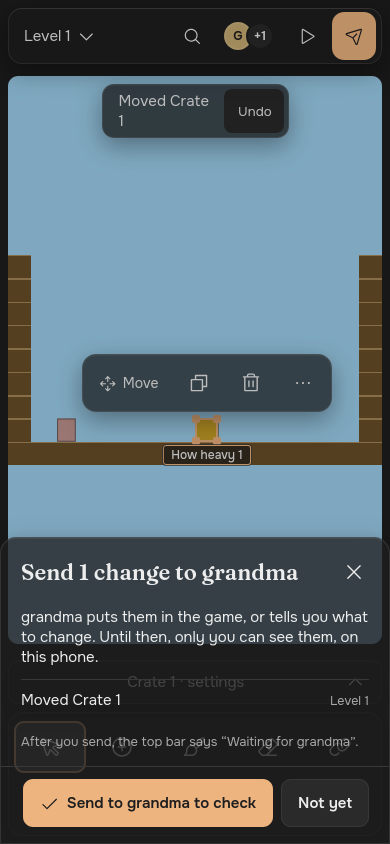 Level 1
G
+1
Moved Crate
1
Undo
Move
How heavy 1
Send 1 change to grandma
grandma puts them in the game, or tells you what
to change. Until then, only you can see them, on
this phone.
Crate 1 · settings
Moved Crate 1
Level 1
After you send, the top bar says “Waiting for grandma”.
Send to grandma to check
Not yet